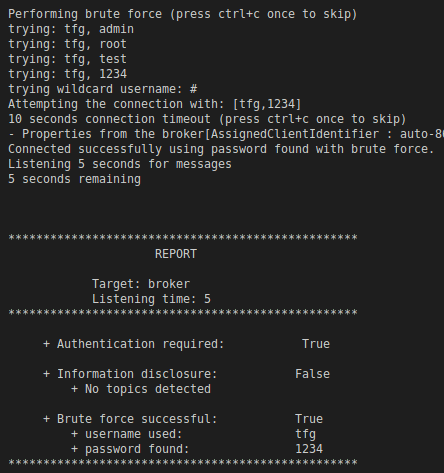 Performing brute force (press ctrl+c once to skip)
trying: tfg, admin
trying: tfg, root
trying: tfg, test
trying: tfg, 1234
trying wildcard username: #
Attempting the connection with: [tfg,1234]
10 seconds connection timeout (press ctrl+c once to skip)
- Properties from the broker[AssignedClientIdentifier : auto-80
Connected successfully using password found with brute force.
Listening 5 seconds for messages
5 seconds remaining
**************************************************
REPORT
Target: broker
Listening time: 5
**************************************************
+ Authentication required: True
+ Information disclosure: False
+ No topics detected
+ Brute force successful: True
+ username used: tfg
+ password found: 1234
**************************************************